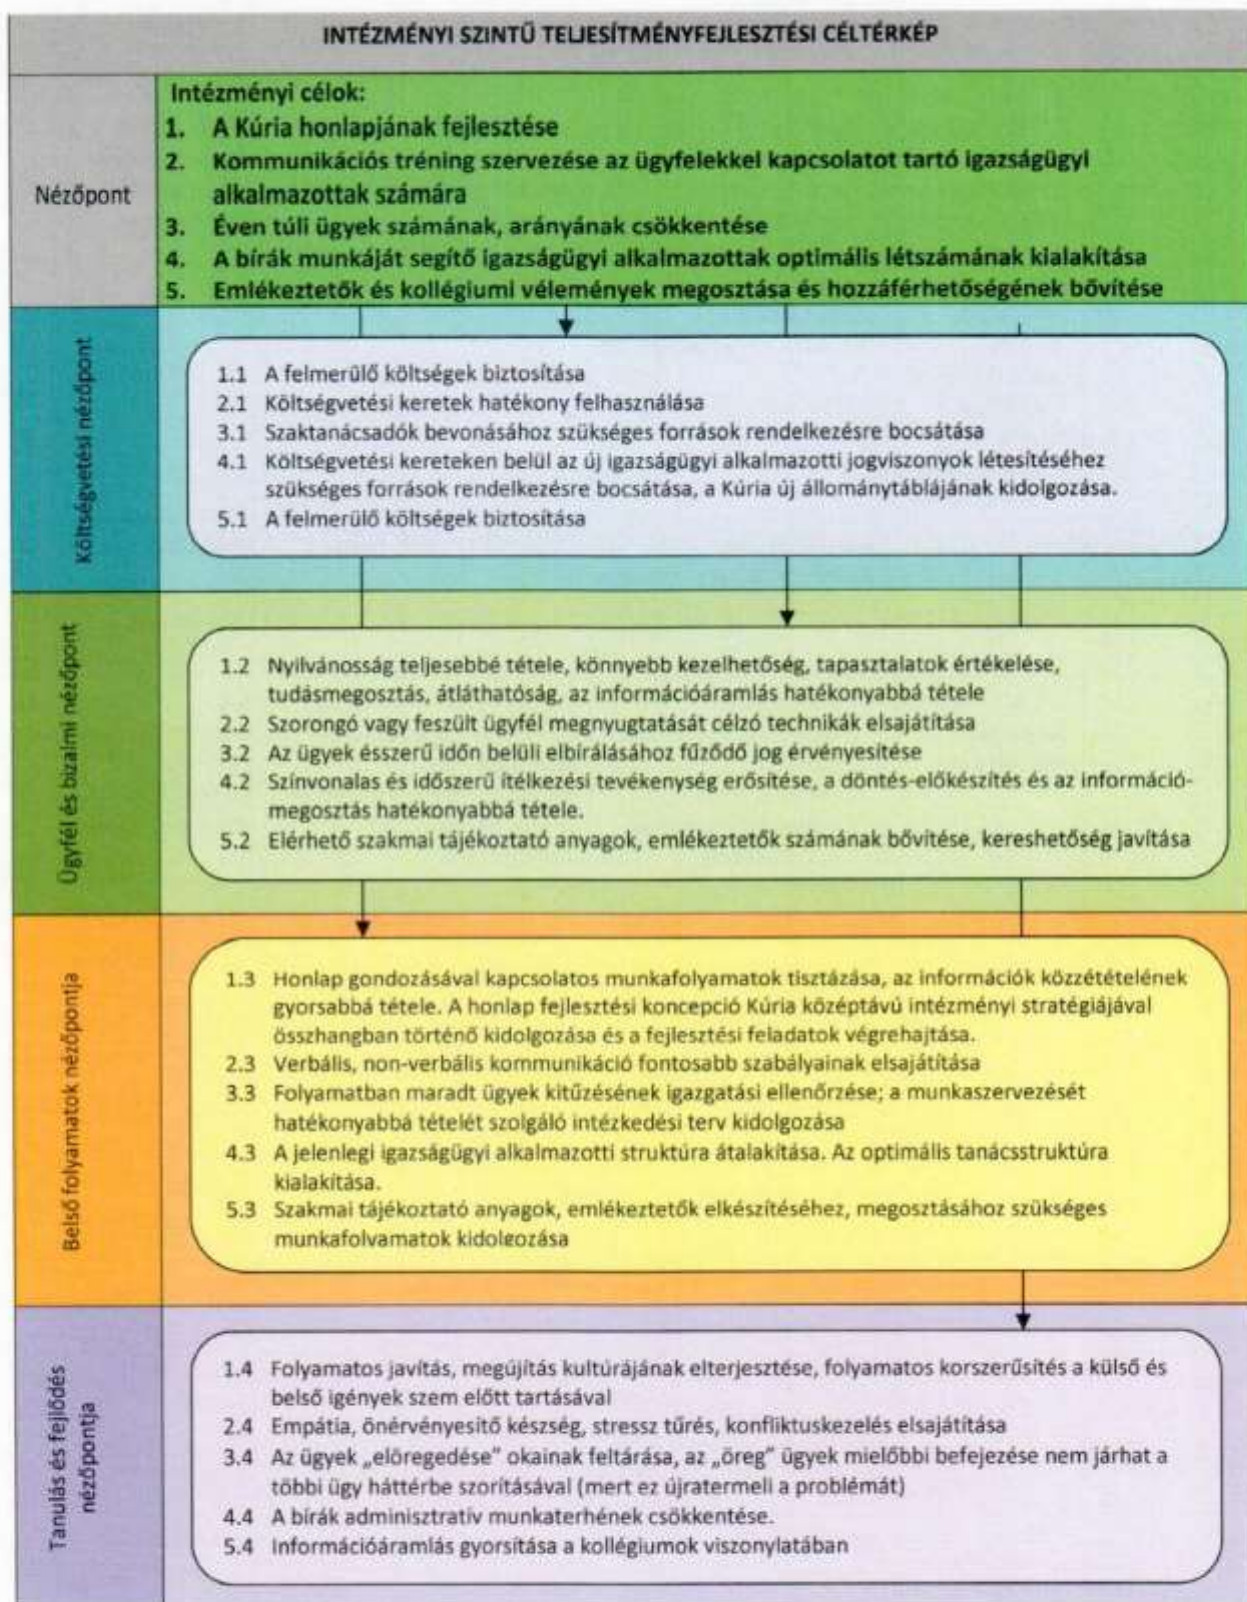 INTÉZMÉNYI SZINTŰ TELJESÍTMÉNYFEJLESZTÉSI CÉLTÉRKÉP
Nézőpont
Intézményi célok:
1. A Kúria honlapjának fejlesztése
2. Kommunikációs tréning szervezése az ügyfelekkel kapcsolatot tartó igazságügyi
alkalmazottak számára
3. Éven túli ügyek számának, arányának csökkentése
4. A bírák munkáját segítő igazságügyi alkalmazottak optimális létszámának kialakítása
5. Emlékeztetők és kollégiumi vélemények megosztása és hozzáférhetőségének bővítése
Költségvetési nézőpont
1.1 A felmerülő költségek biztosítása
2.1 Költségvetési keretek hatékony felhasználása
3.1 Szaktanácsadók bevonásához szükséges források rendelkezésre bocsátása
4.1 Költségvetési kereteken belül az új igazságügyi alkalmazotti jogviszonyok létesítéséhez
szükséges források rendelkezésre bocsátása, a Kúria új állománytáblájának kidolgozása.
5.1 A felmerülő költségek biztosítása
Ügyfél és bizalmi nézőpont
1.2 Nyilvánosság teljesebbé tétele, könnyebb kezelhetőség, tapasztalatok értékelése,
tudásmegosztás, átláthatóság, az információáramlás hatékonyabbá tétele
2.2 Szorongó vagy feszült ügyfél megnyugtatását célzó technikák elsajátítása
3.2 Az ügyek ésszerű időn belüli elbírálásához fűződő jog érvényesítése
4.2 Színvonalas és időszerű ítélkezési tevékenység erősítése, a döntés-előkészítés és az információ-
megosztás hatékonyabbá tétele.
5.2 Elérhető szakmai tájékoztató anyagok, emlékeztetők számának bővítése, kereshetőség javítása
Belső folyamatok nézőpontja
1.3 Honlap gondozásával kapcsolatos munkafolyamatok tisztázása, az információk közzétételének
gyorsabbá tétele. A honlap fejlesztési koncepció Kúria középtávú intézményi stratégiájával
összhangban történő kidolgozása és a fejlesztési feladatok végrehajtása.
2.3 Verbális, non-verbális kommunikáció fontosabb szabályainak elsajátítása
3.3 Folyamatban maradt ügyek kitűzésének igazgatási ellenőrzése; a munkaszervezését
hatékonyabbá tételét szolgáló intézkedési terv kidolgozása
4.3 A jelenlegi igazságügyi alkalmazotti struktúra átalakítása. Az optimális tanácsstruktúra
kialakítása.
5.3 Szakmai tájékoztató anyagok, emlékeztetők elkészítéséhez, megosztásához szükséges
munkafolyamatok kidolgozása
Tanulás és fejlődés
nézőpontja
1.4 Folyamatos javítás, megújítás kultúrájának elterjesztése, folyamatos korszerűsítés a külső és
belső igények szem előtt tartásával
2.4 Empátia, önérvényesítő készség, stressz tűrés, konfliktuskezelés elsajátítása
3.4 Az ügyek „elöregedése” okainak feltárása, az „öreg” ügyek mielőbbi befejezése nem járhat a
többi ügy háttérbe szorításával (mert ez újratermeli a problémát)
4.4 A bírák adminisztratív munkaterhének csökkentése.
5.4 Információáramlás gyorsítása a kollégiumok viszonylatában